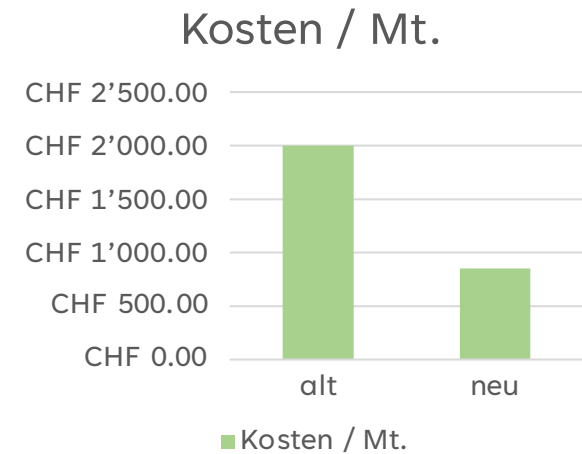 Kosten / Mt.
CHF 2’500.00
CHF 2’000.00
CHF 1’500.00
CHF 1’000.00
CHF 500.00
CHF 0.00
alt neu
Kosten / Mt.